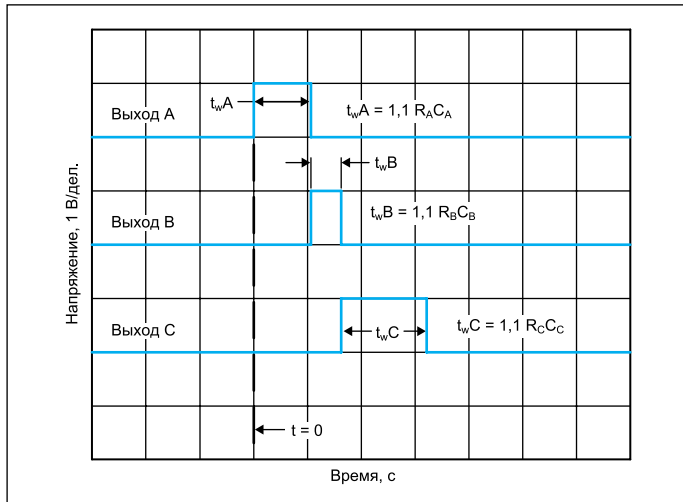 Напряжение, 1 В/дел.
Выход A
t_wA
t_wA = 1,1 R_AC_A
t_wB
Выход B
t_wB = 1,1 R_BC_B
Выход C
t_wC
t_wC = 1,1 R_CC_C
t = 0
Время, с